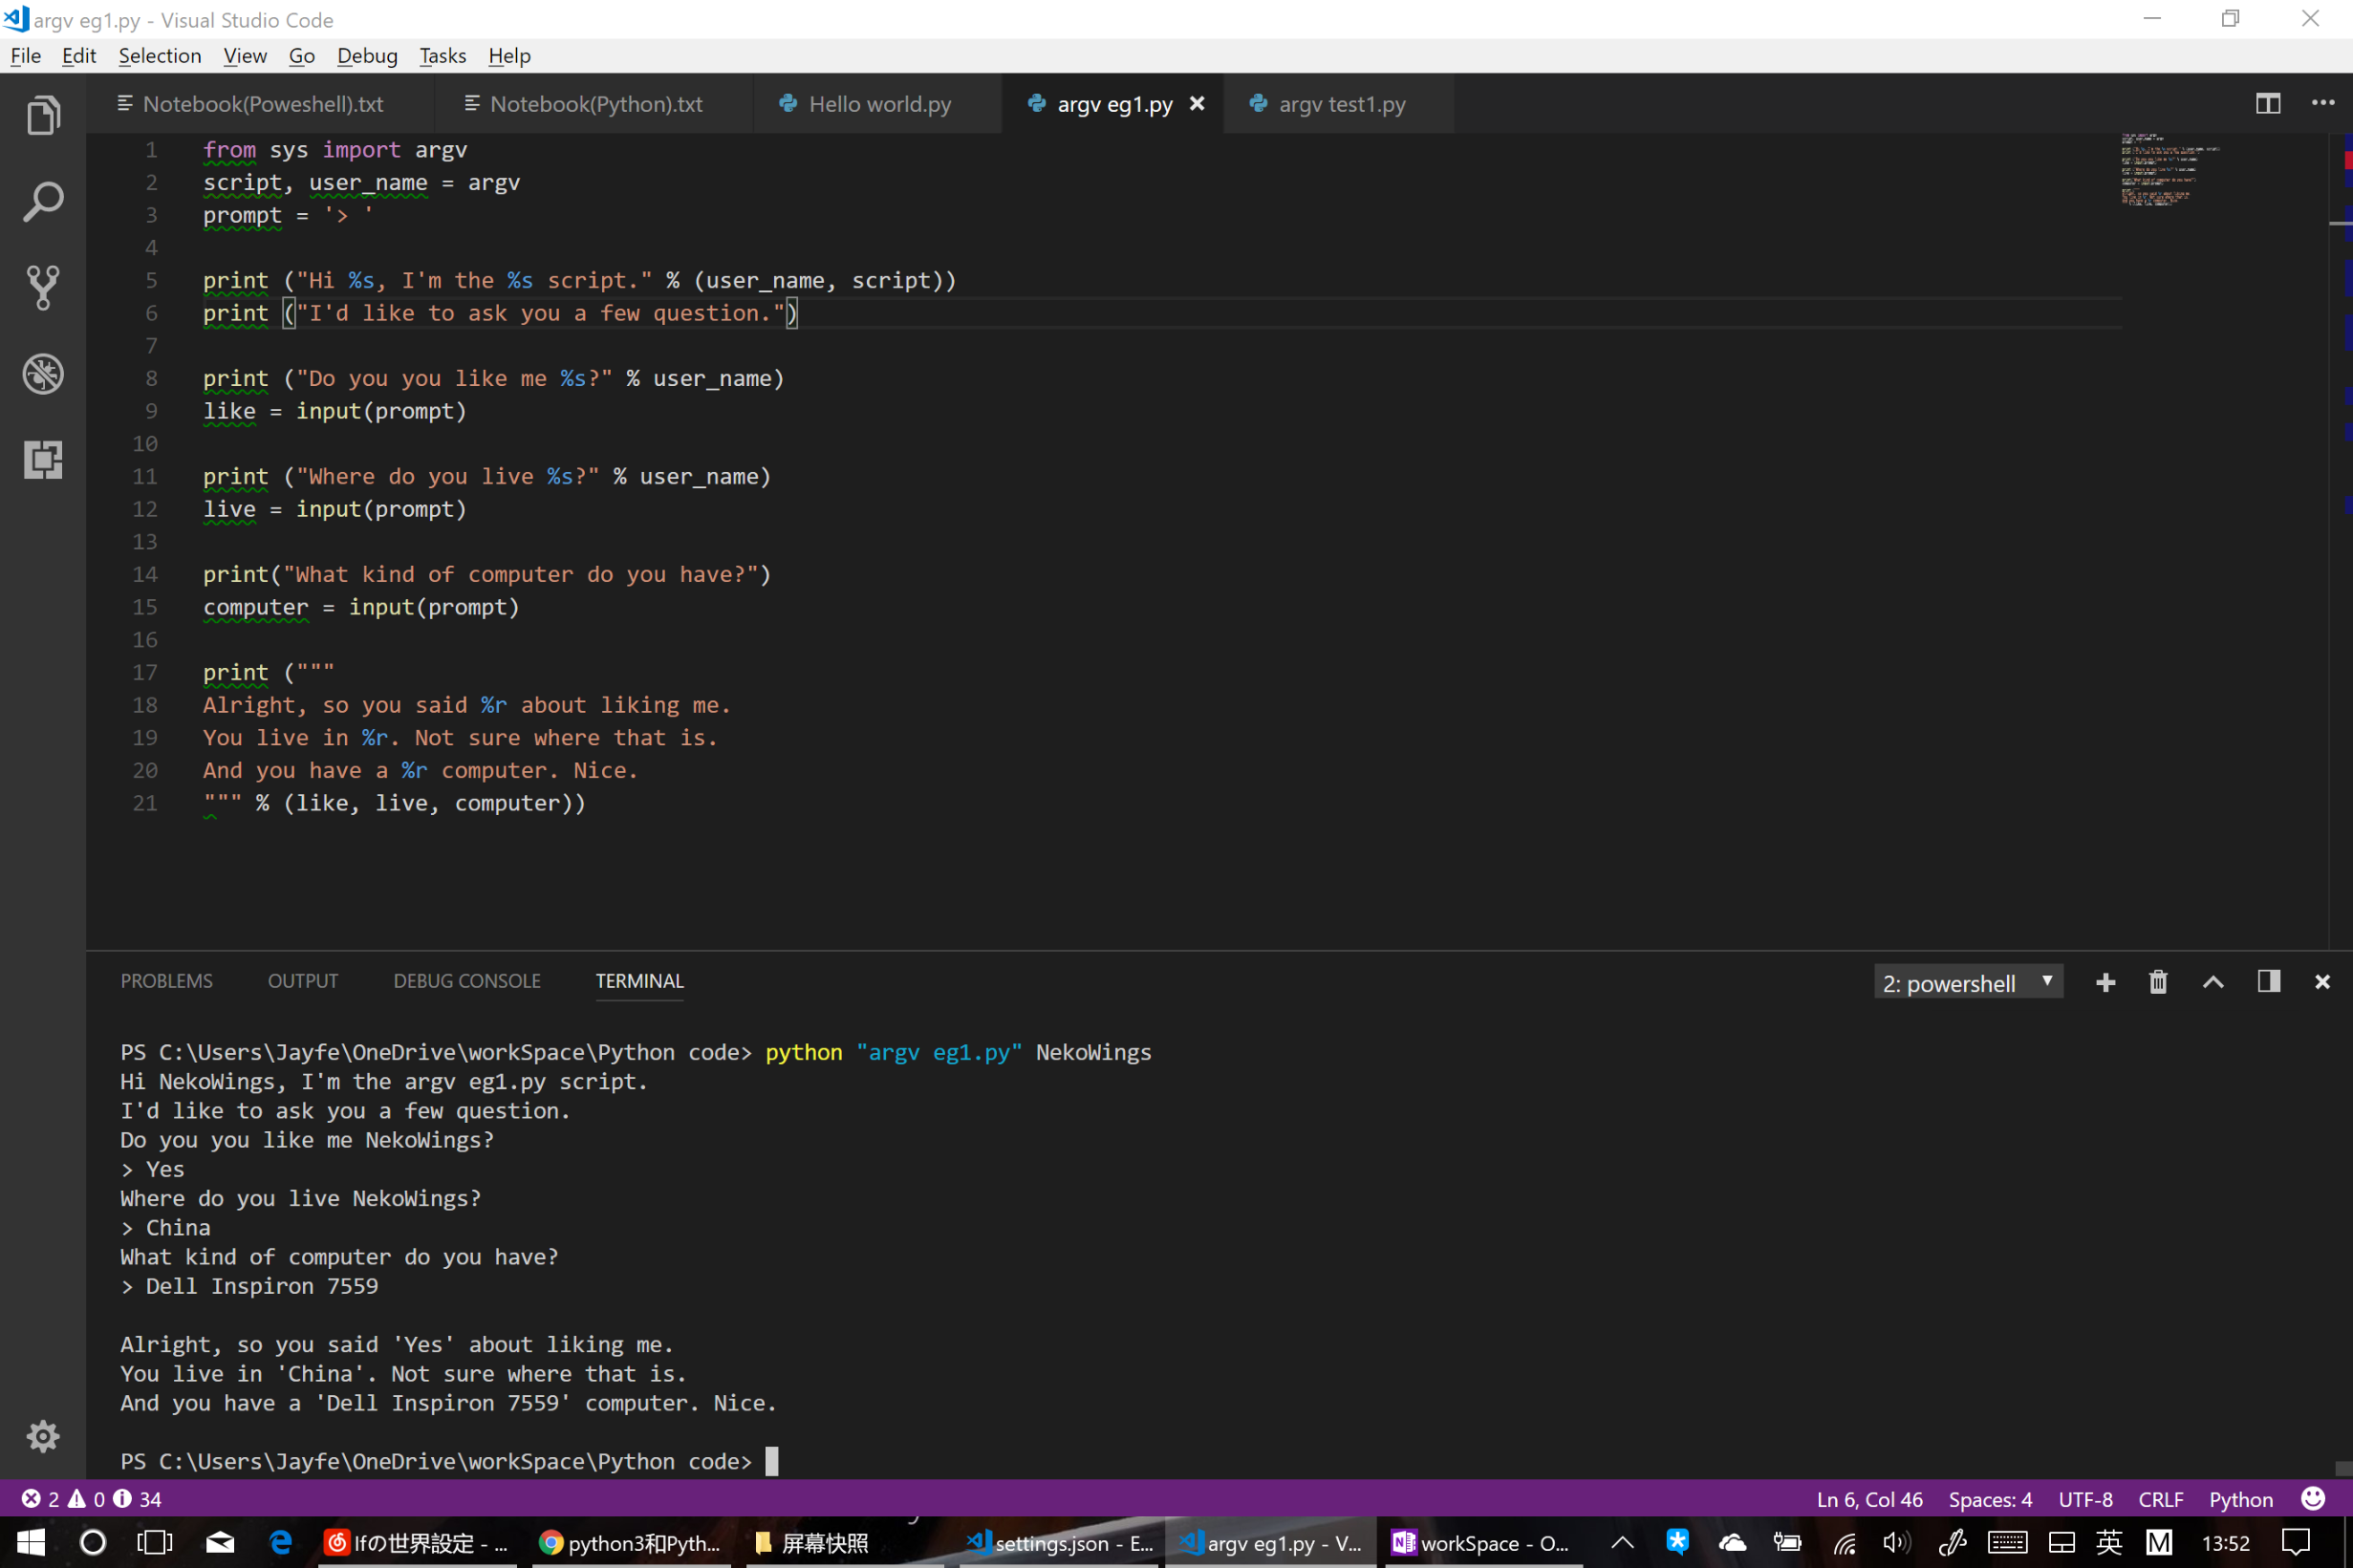 argv eg1.py - Visual Studio Code
File Edit Selection View Go Debug Tasks Help
Notebook(Poweshell).txt Notebook(Python).txt Hello world.py argv eg1.py argv test1.py
1 from sys import argv
2 script, user_name = argv
3 prompt = '> '
4
5 print ("Hi %s, I'm the %s script." % (user_name, script))
6 print ("I'd like to ask you a few question.")
7
8 print ("Do you you like me %s?" % user_name)
9 like = input(prompt)
10
11 print ("Where do you live %s?" % user_name)
12 live = input(prompt)
13
14 print("What kind of computer do you have?")
15 computer = input(prompt)
16
17 print ("""
18 Alright, so you said %r about liking me.
19 You live in %r. Not sure where that is.
20 And you have a %r computer. Nice.
21 """ % (like, live, computer))
PROBLEMS OUTPUT DEBUG CONSOLE TERMINAL 2: powershell
PS C:\Users\Jayfe\OneDrive\workSpace\Python code> python "argv eg1.py" NekoWings
Hi NekoWings, I'm the argv eg1.py script.
I'd like to ask you a few question.
Do you you like me NekoWings?
> Yes
Where do you live NekoWings?
> China
What kind of computer do you have?
> Dell Inspiron 7559
Alright, so you said 'Yes' about liking me.
You live in 'China'. Not sure where that is.
And you have a 'Dell Inspiron 7559' computer. Nice.
PS C:\Users\Jayfe\OneDrive\workSpace\Python code>
2 0 34 Ln 6, Col 46 Spaces: 4 UTF-8 CRLF Python
Ifの世界設定 - ... python3和Pyth... 屏幕快照 settings.json - E... argv eg1.py - V... workSpace - O... 英 M 13:52